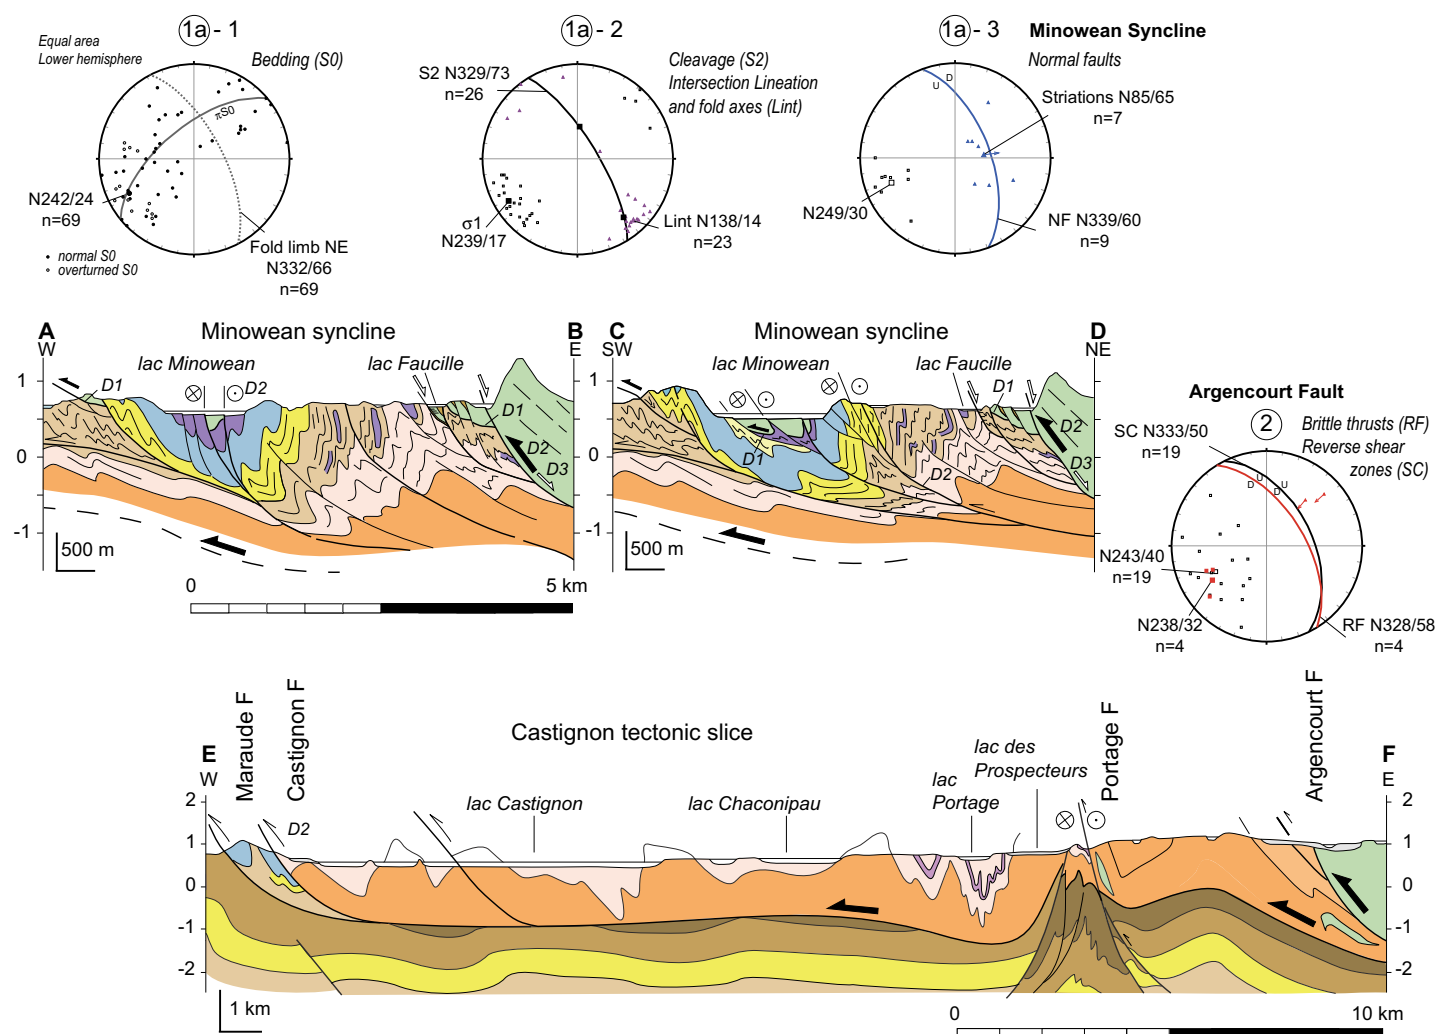 1a - 1
Equal area
Lower hemisphere
Bedding (S0)
πS0
N242/24
n=69
normal S0
overturned S0
Fold limb NE
N332/66
n=69
1a - 2
S2 N329/73
n=26
Cleavage (S2)
Intersection Lineation
and fold axes (Lint)
σ1
N239/17
Lint N138/14
n=23
1a - 3
Minowean Syncline
Normal faults
D
U
Striations N85/65
n=7
N249/30
NF N339/60
n=9
A
W
Minowean syncline
B
E
lac Minowean
lac Faucille
D1
D2
D1
D2
D3
1
0
-1
500 m
0
5 km
C
SW
Minowean syncline
D
NE
lac Minowean
lac Faucille
D1
D1
D2
D2
D3
1
0
-1
500 m
Argencourt Fault
2
SC N333/50
n=19
Brittle thrusts (RF)
Reverse shear
zones (SC)
U
D
U
D
N243/40
n=19
N238/32
n=4
RF N328/58
n=4
E
W
Maraude F
Castignon F
Castignon tectonic slice
Portage F
Argencourt F
F
E
D2
lac Castignon
lac Chaconipau
lac
Portage
lac des
Prospecteurs
2
1
0
-1
-2
2
1
0
-1
-2
1 km
0
10 km